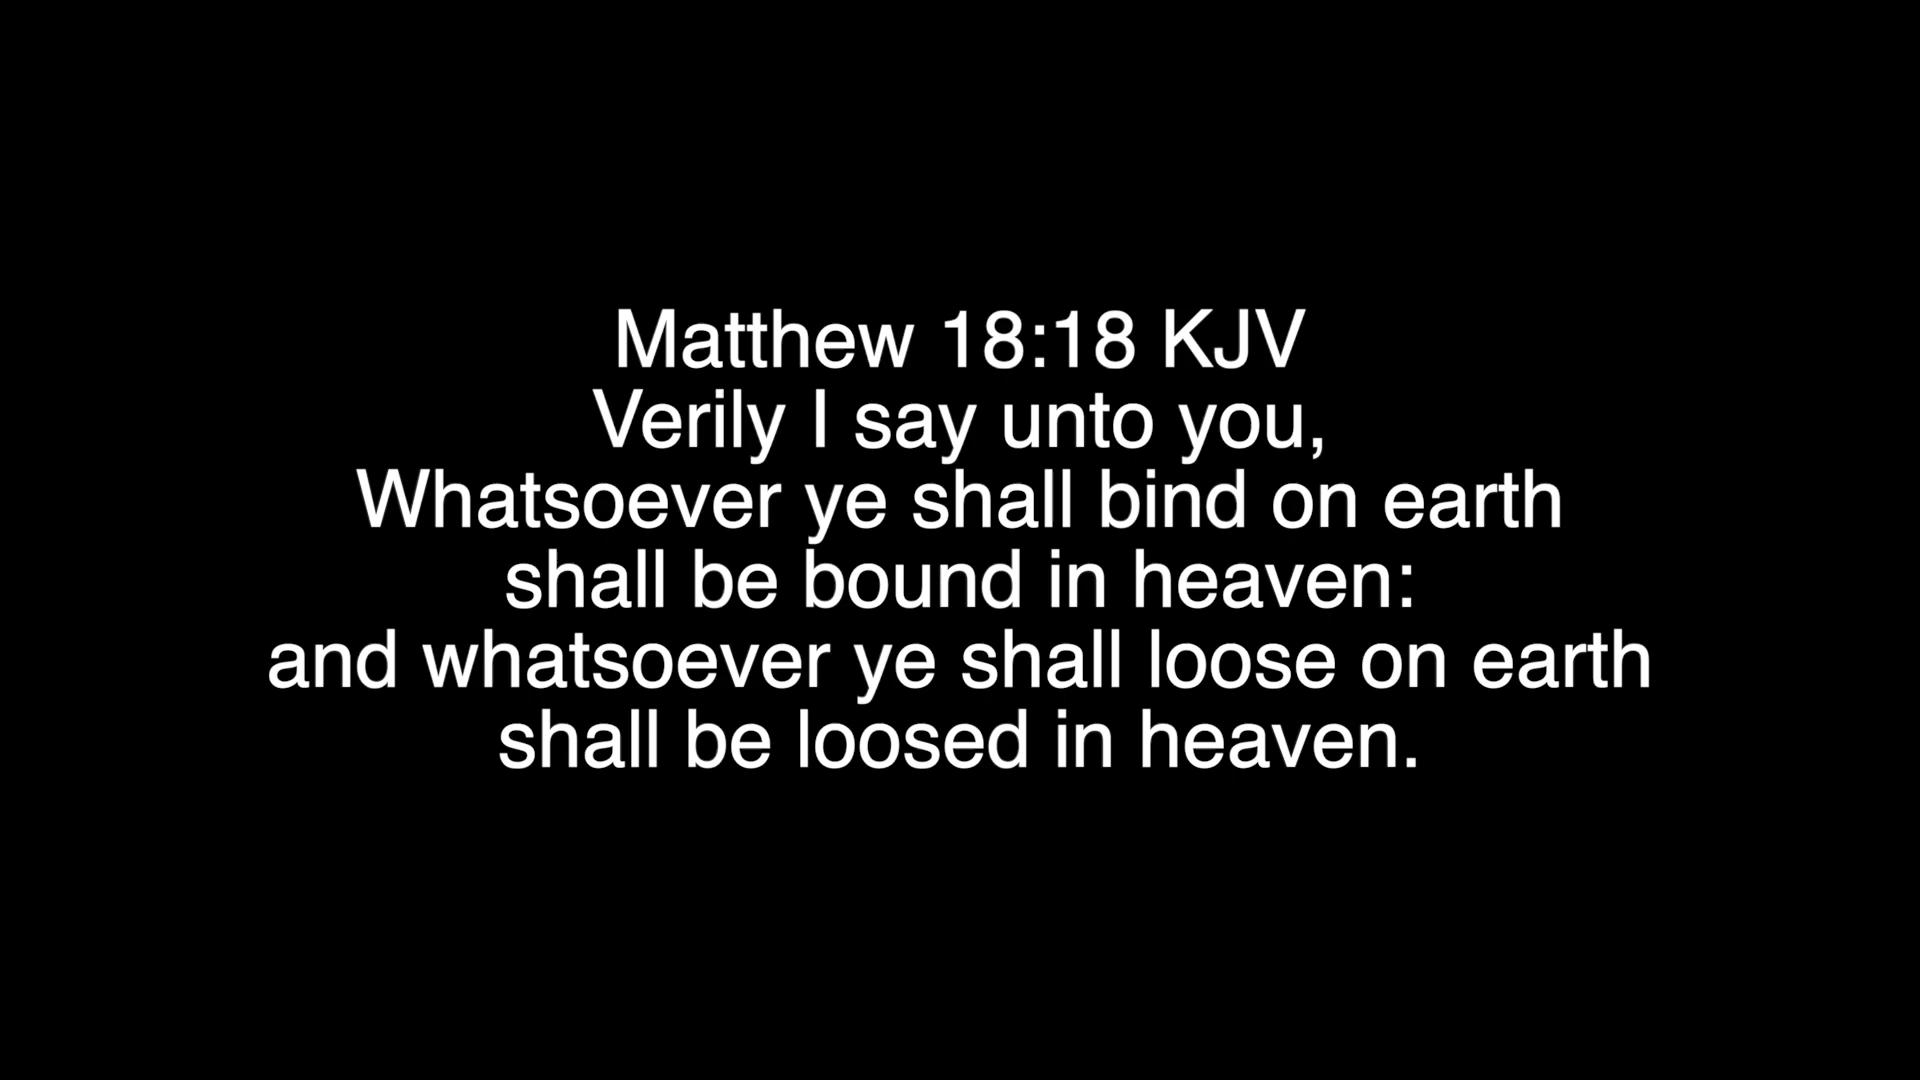 Matthew 18:18 KJV
Verily I say unto you,
Whatsoever ye shall bind on earth
shall be bound in heaven:
and whatsoever ye shall loose on earth
shall be loosed in heaven.